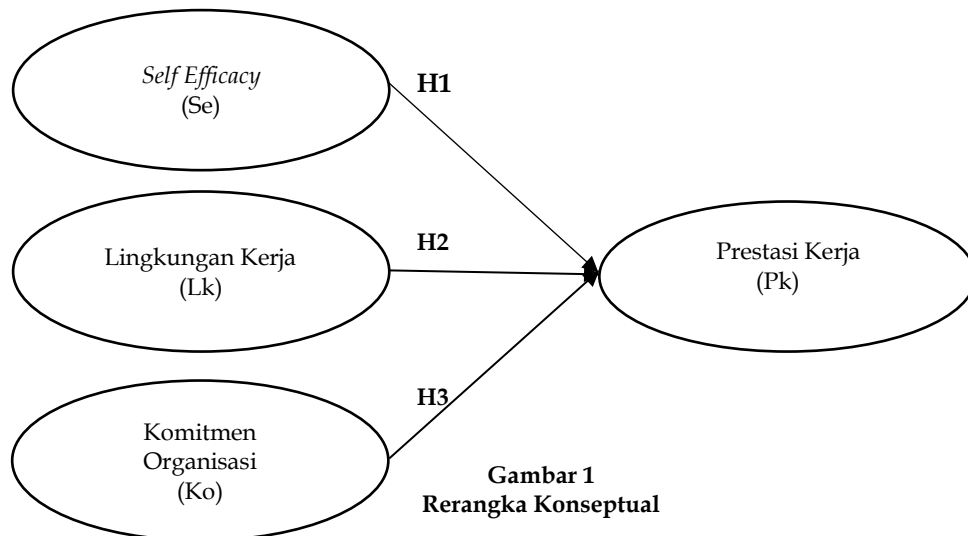 Self Efficacy
(Se)
H1
Lingkungan Kerja
(Lk)
H2
Prestasi Kerja
(Pk)
Komitmen
Organisasi
(Ko)
H3
Gambar 1
Rerangka Konseptual